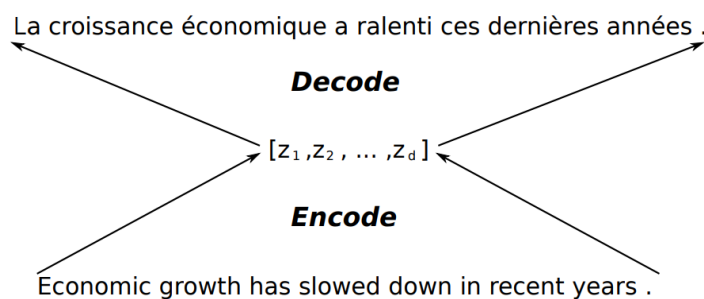 La croissance économique a ralenti ces dernières années .
Decode
[z₁ ,z₂ , ... ,z_d ]
Encode
Economic growth has slowed down in recent years .